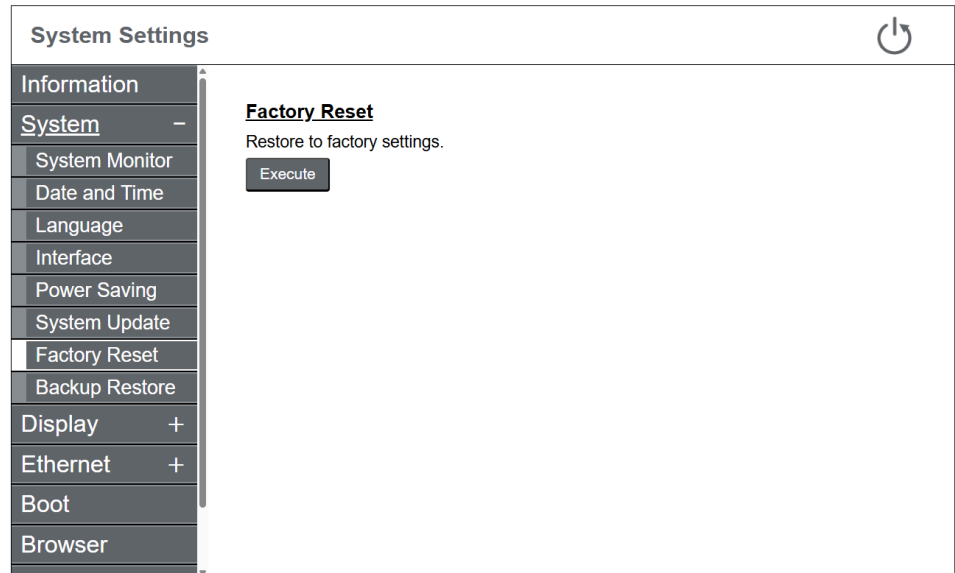 System Settings
Information
System −
System Monitor
Date and Time
Language
Interface
Power Saving
System Update
Factory Reset
Backup Restore
Display +
Ethernet +
Boot
Browser
Factory Reset
Restore to factory settings.
Execute